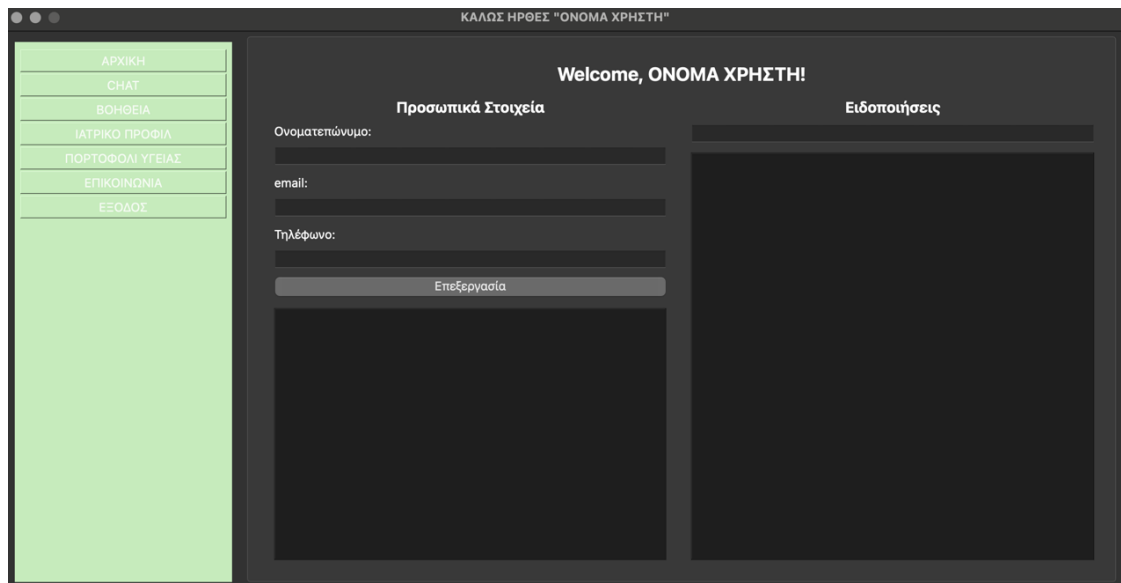 ΚΑΛΩΣ ΗΡΘΕΣ "ΟΝΟΜΑ ΧΡΗΣΤΗ"
ΑΡΧΙΚΗ
CHAT
ΒΟΗΘΕΙΑ
ΙΑΤΡΙΚΟ ΠΡΟΦΙΛ
ΠΟΡΤΟΦΟΛΙ ΥΓΕΙΑΣ
ΕΠΙΚΟΙΝΩΝΙΑ
ΕΞΟΔΟΣ
Welcome, ΟΝΟΜΑ ΧΡΗΣΤΗ!
Προσωπικά Στοιχεία
Ονοματεπώνυμο:
email:
Τηλέφωνο:
Επεξεργασία
Ειδοποιήσεις